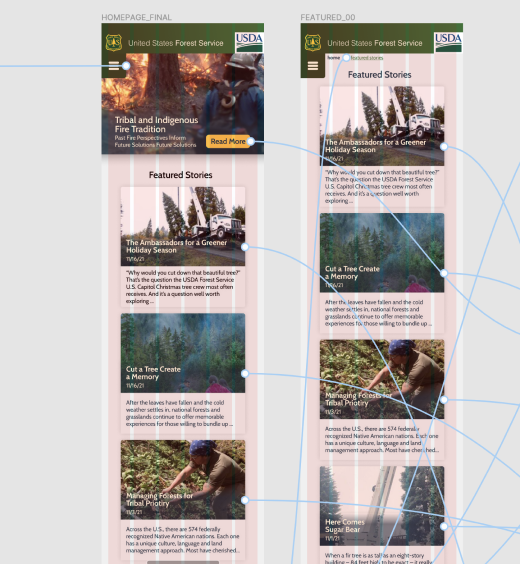 HOMEPAGE_FINAL
United States Forest Service
USDA
Tribal and Indigenous
Fire Tradition
Past Fire Perspectives Inform
Future Solutions Future Solutions
Read More
Featured Stories
The Ambassadors for a Greener
Holiday Season
11/16/21
"Why would you cut down that beautiful tree?"
That's the question the USDA Forest Service
U.S. Capitol Christmas tree crew most often
receives. And it's a question well worth
exploring ...
Cut a Tree Create
a Memory
11/16/21
After the leaves have fallen and the cold
weather settles in, national forests and
grasslands continue to offer memorable
experiences for those willing to bundle up ...
Managing Forests for
Tribal Priotiry
11/3/21
Across the U.S., there are 574 federally
recognized Native American nations. Each one
has a unique culture, language and land
management approach. Most have cherished...
FEATURED_00
United States Forest Service
USDA
home
featured stories
Featured Stories
The Ambassadors for a Greener
Holiday Season
11/16/21
"Why would you cut down that beautiful tree?"
That's the question the USDA Forest Service
U.S. Capitol Christmas tree crew most often
receives. And it's a question well worth
exploring ...
Cut a Tree Create
a Memory
11/16/21
After the leaves have fallen and the cold
weather settles in, national forests and
grasslands continue to offer memorable
experiences for those willing to bundle up ...
Managing Forests for
Tribal Priotiry
11/3/21
Across the U.S., there are 574 federally
recognized Native American nations. Each one
has a unique culture, language and land
management approach. Most have cherished...
Here Comes
Sugar Bear
11/1/21
When a fir tree is as tall as an eight-story
building – 84 feet high to be exact – it really